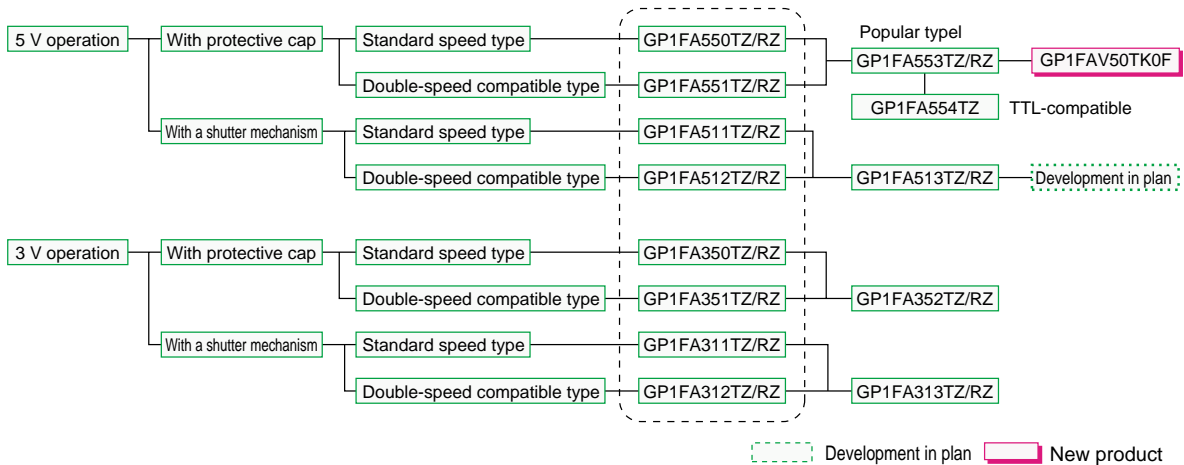 Popular typel
5 V operation
With protective cap
Standard speed type
GP1FA550TZ/RZ
GP1FA553TZ/RZ
GP1FAV50TK0F
Double-speed compatible type
GP1FA551TZ/RZ
GP1FA554TZ
TTL-compatible
With a shutter mechanism
Standard speed type
GP1FA511TZ/RZ
Double-speed compatible type
GP1FA512TZ/RZ
GP1FA513TZ/RZ
Development in plan
3 V operation
With protective cap
Standard speed type
GP1FA350TZ/RZ
Double-speed compatible type
GP1FA351TZ/RZ
GP1FA352TZ/RZ
With a shutter mechanism
Standard speed type
GP1FA311TZ/RZ
Double-speed compatible type
GP1FA312TZ/RZ
GP1FA313TZ/RZ
Development in plan
New product